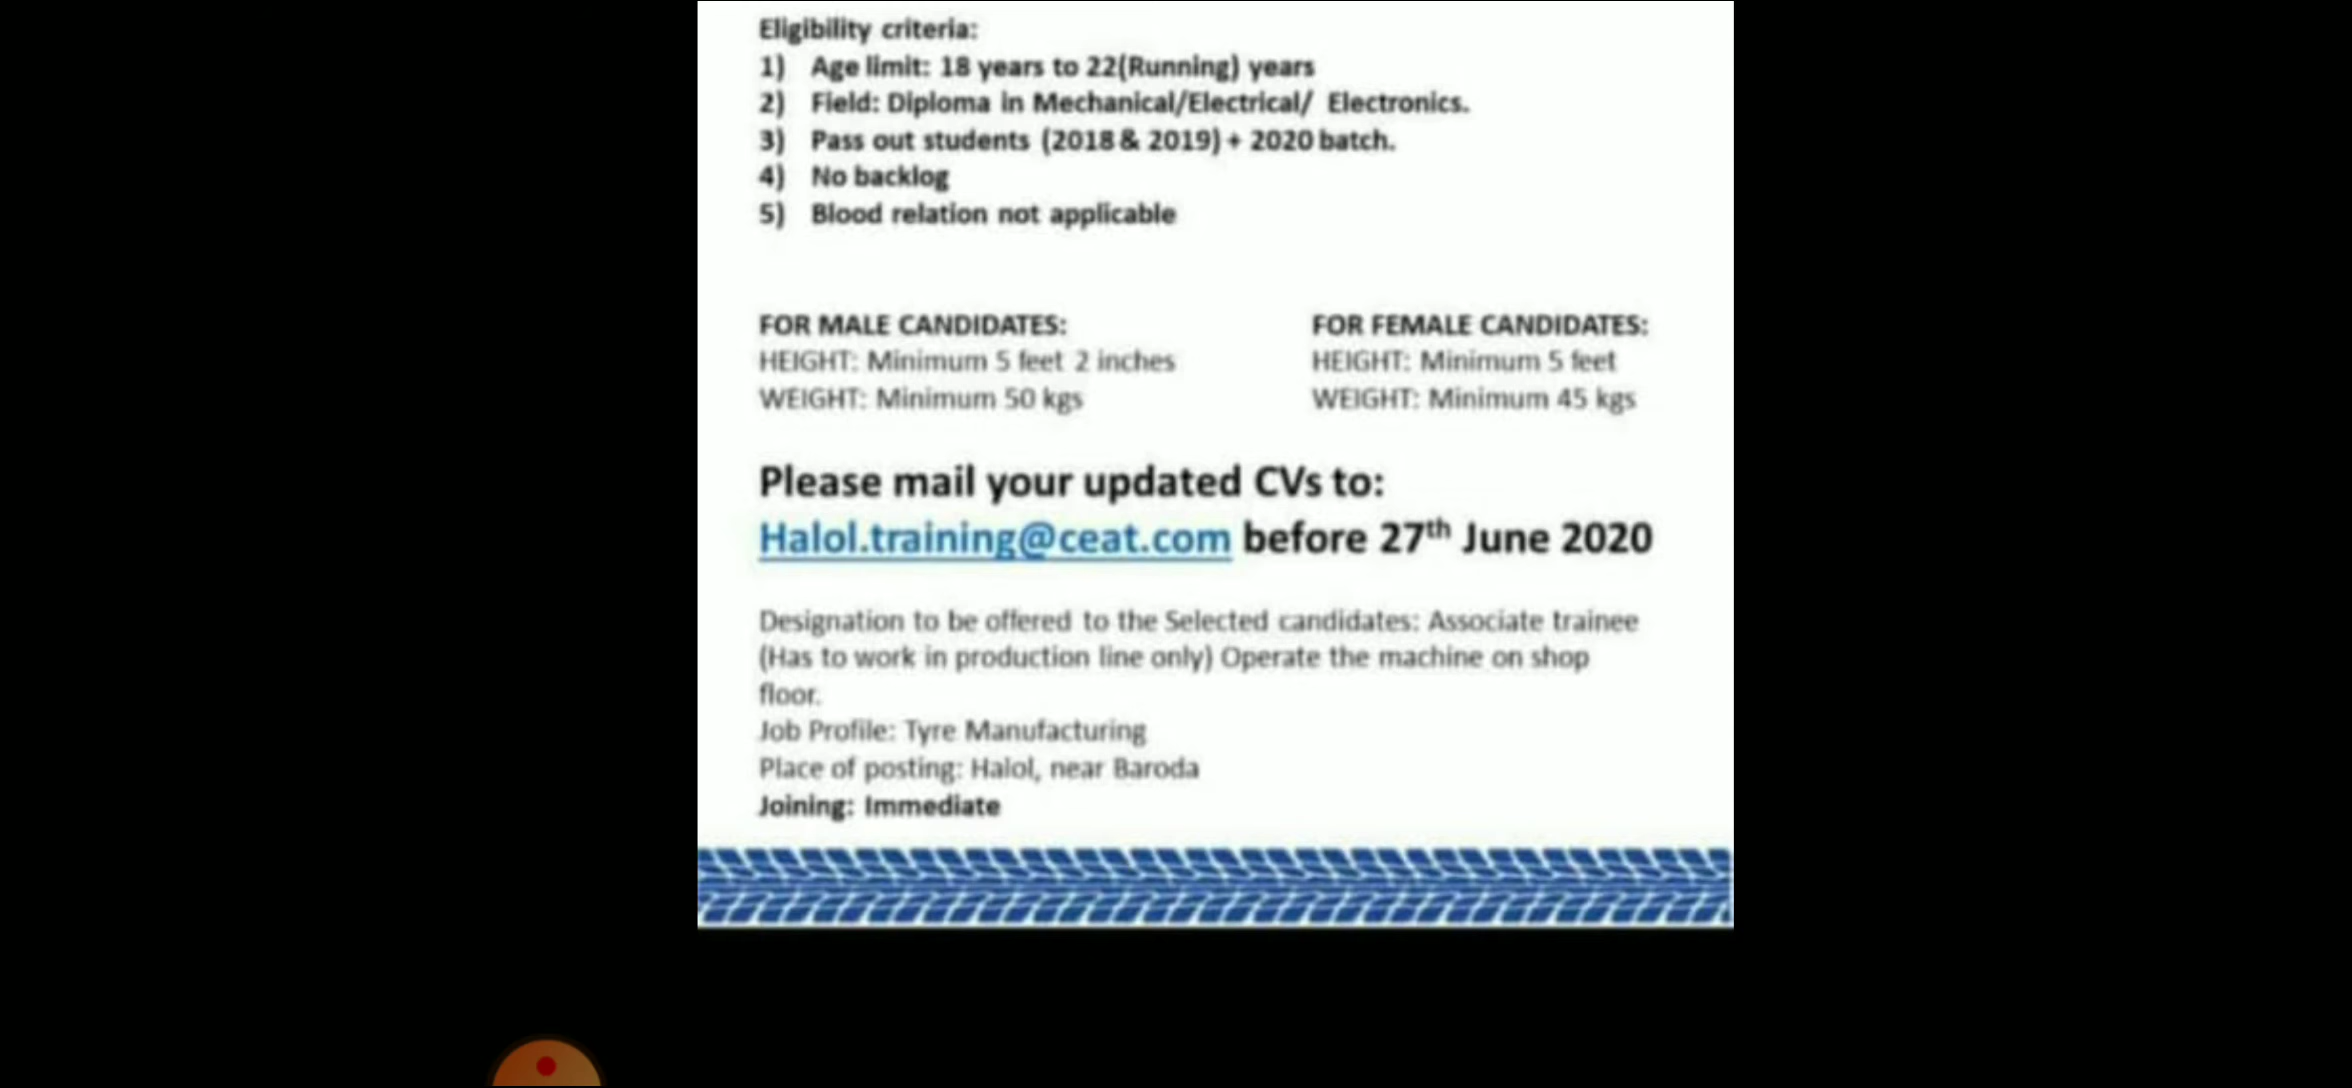 Eligibility criteria:
1) Age limit: 18 years to 22(Running) years
2) Field: Diploma in Mechanical/Electrical/ Electronics.
3) Pass out students (2018 & 2019) + 2020 batch.
4) No backlog
5) Blood relation not applicable
FOR MALE CANDIDATES:
HEIGHT: Minimum 5 feet 2 inches
WEIGHT: Minimum 50 kgs
FOR FEMALE CANDIDATES:
HEIGHT: Minimum 5 feet
WEIGHT: Minimum 45 kgs
Please mail your updated CVs to:
Halol.training@ceat.com before 27th June 2020
Designation to be offered to the Selected candidates: Associate trainee
(Has to work in production line only) Operate the machine on shop
floor.
Job Profile: Tyre Manufacturing
Place of posting: Halol, near Baroda
Joining: Immediate